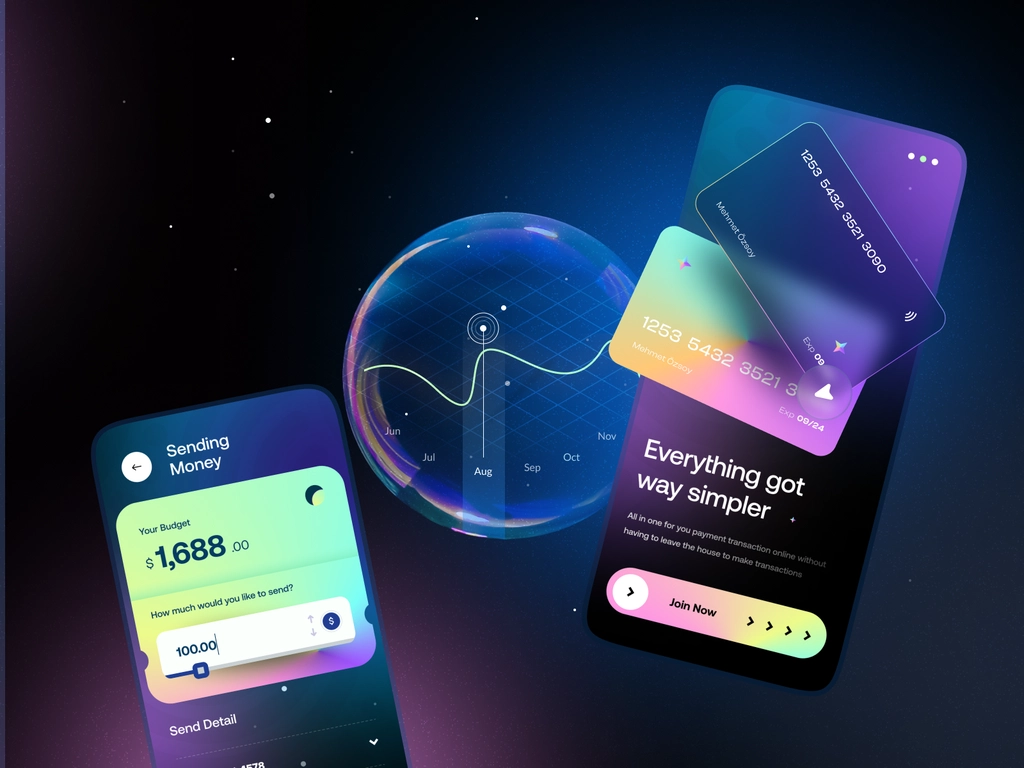 Sending
Money
Your Budget
$1,688.00
How much would you like to send?
100.00
$
Send Detail
1578
Jun
Jul
Aug
Sep
Oct
Nov
1253 5432 3521 3090
Mehmet Özsoy
Exp 09
1253 5432 3521 3
Mehmet Özsoy
Exp 09/24
Everything got
way simpler
All in one for you payment transaction online without
having to leave the house to make transactions
Join Now